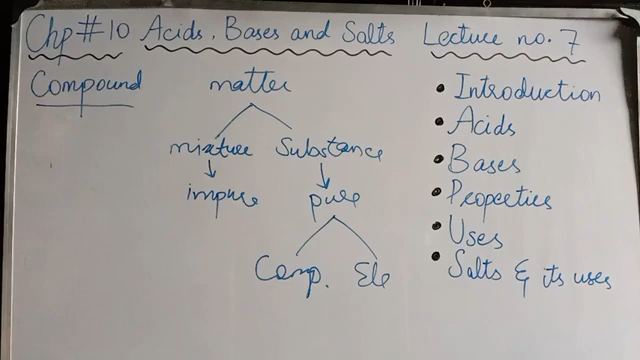 Chp #10 Acids, Bases and Salts Lecture no. 7
Compound
matter
mixture Substance
impure pure
Comp. Ele
• Introduction
• Acids
• Bases
• Properties
• Uses
• Salts & its uses